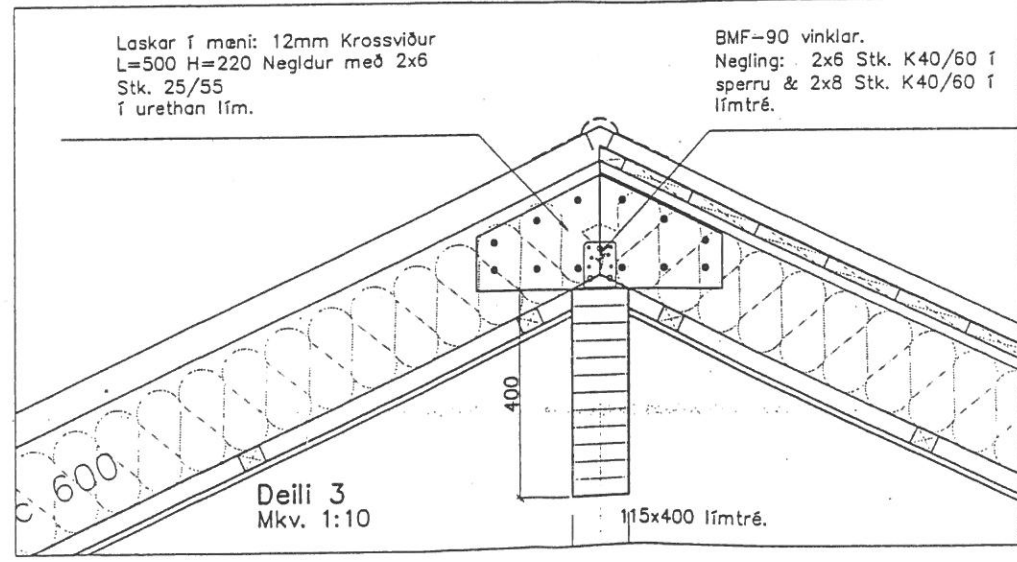 Laskar í mæni: 12mm Krossviður
L=500 H=220 Negldur með 2x6
Stk. 25/55
í urethan lím.
BMF-90 vinklar.
Negling: 2x6 Stk. K40/60 í
sperru & 2x8 Stk. K40/60 í
límtré.
400
c 600
Deili 3
Mkv. 1:10
115x400 límtré.